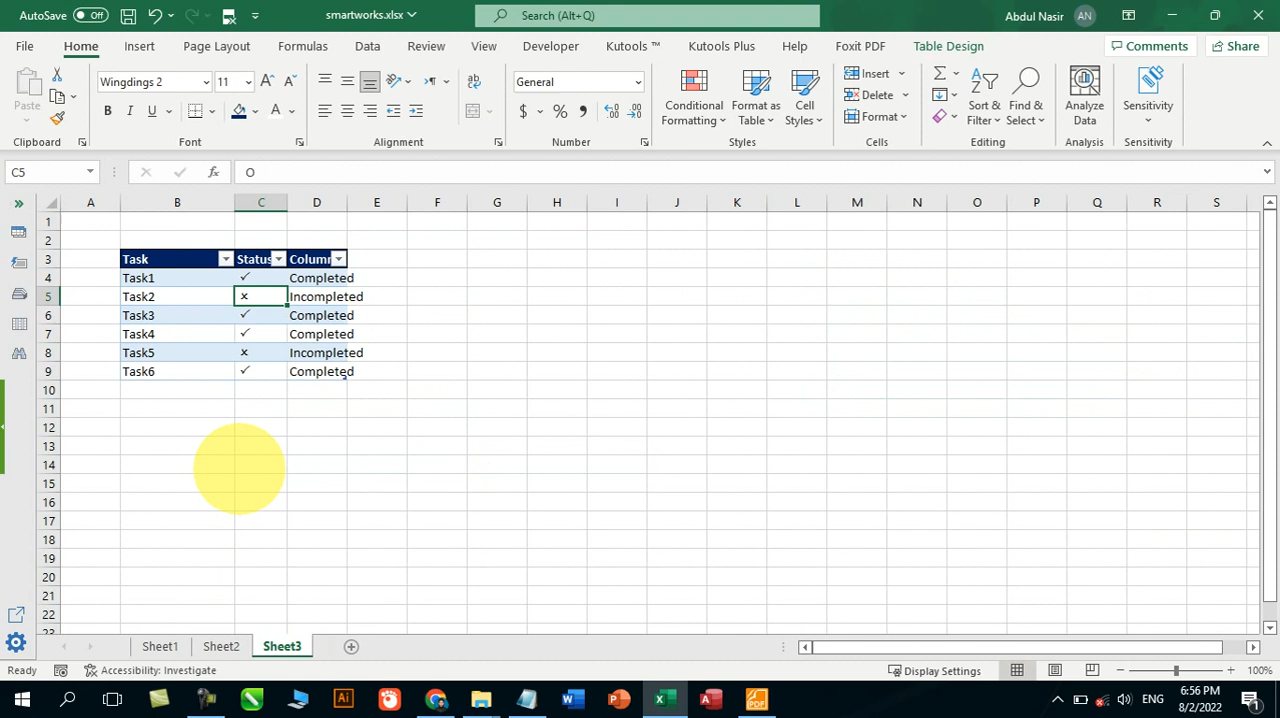 AutoSave Off smartworks.xlsx Search (Alt+Q) Abdul Nasir AN
File Home Insert Page Layout Formulas Data Review View Developer Kutools ™ Kutools Plus Help Foxit PDF Table Design Comments Share
Paste Wingdings 2 11 General Conditional Formatting Format as Table Cell Styles Insert Delete Format Sort & Filter Find & Select Analyze Data Sensitivity
B I U A $ %
Clipboard Font Alignment Number Styles Cells Editing Analysis Sensitivity
C5 fx O
A B C D E F G H I J K L M N O P Q R S
1
2
3 Task Status Column
4 Task1 ✓ Completed
5 Task2 × Incompleted
6 Task3 ✓ Completed
7 Task4 ✓ Completed
8 Task5 × Incompleted
9 Task6 ✓ Completed
10
11
12
13
14
15
16
17
18
19
20
21
22
23
Sheet1 Sheet2 Sheet3
Ready Accessibility: Investigate Display Settings 100%
ENG 6:56 PM
8/2/2022 1